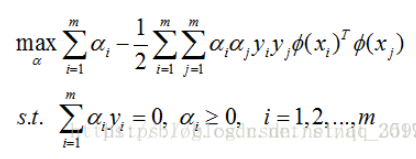 max_α ∑_{i=1}^{m} α_i − 1/2 ∑_{i=1}^{m} ∑_{j=1}^{m} α_i α_j y_i y_j ϕ(x_i)^T ϕ(x_j)
s.t. ∑_{i=1}^{m} α_i y_i = 0, α_i ≥ 0, i = 1,2,...,m